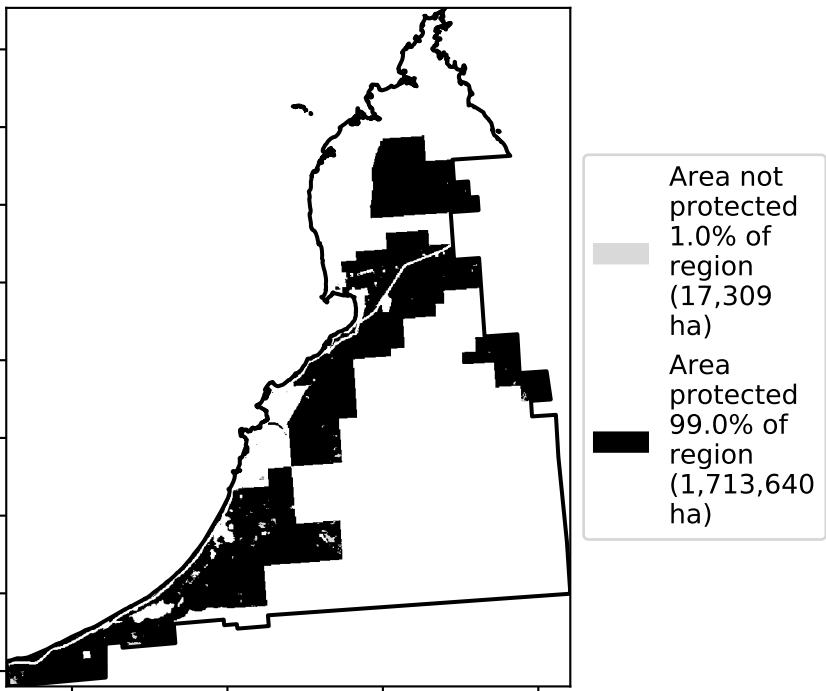 Area not
protected
1.0% of
region
(17,309
ha)
Area
protected
99.0% of
region
(1,713,640
ha)